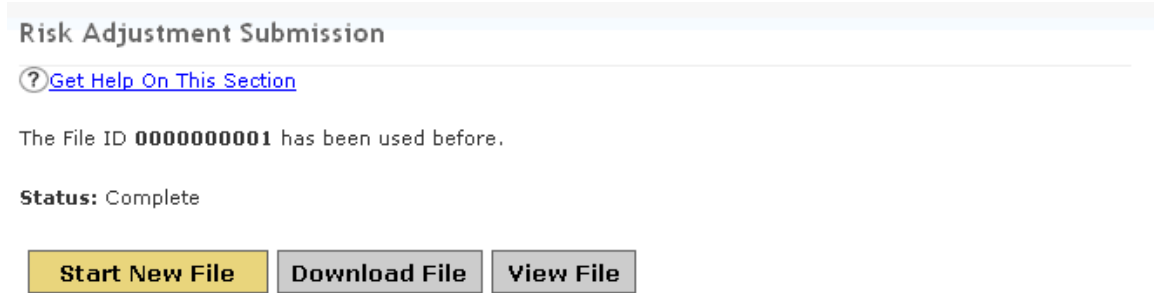 Risk Adjustment Submission
?Get Help On This Section
The File ID 0000000001 has been used before.
Status: Complete
Start New File Download File View File